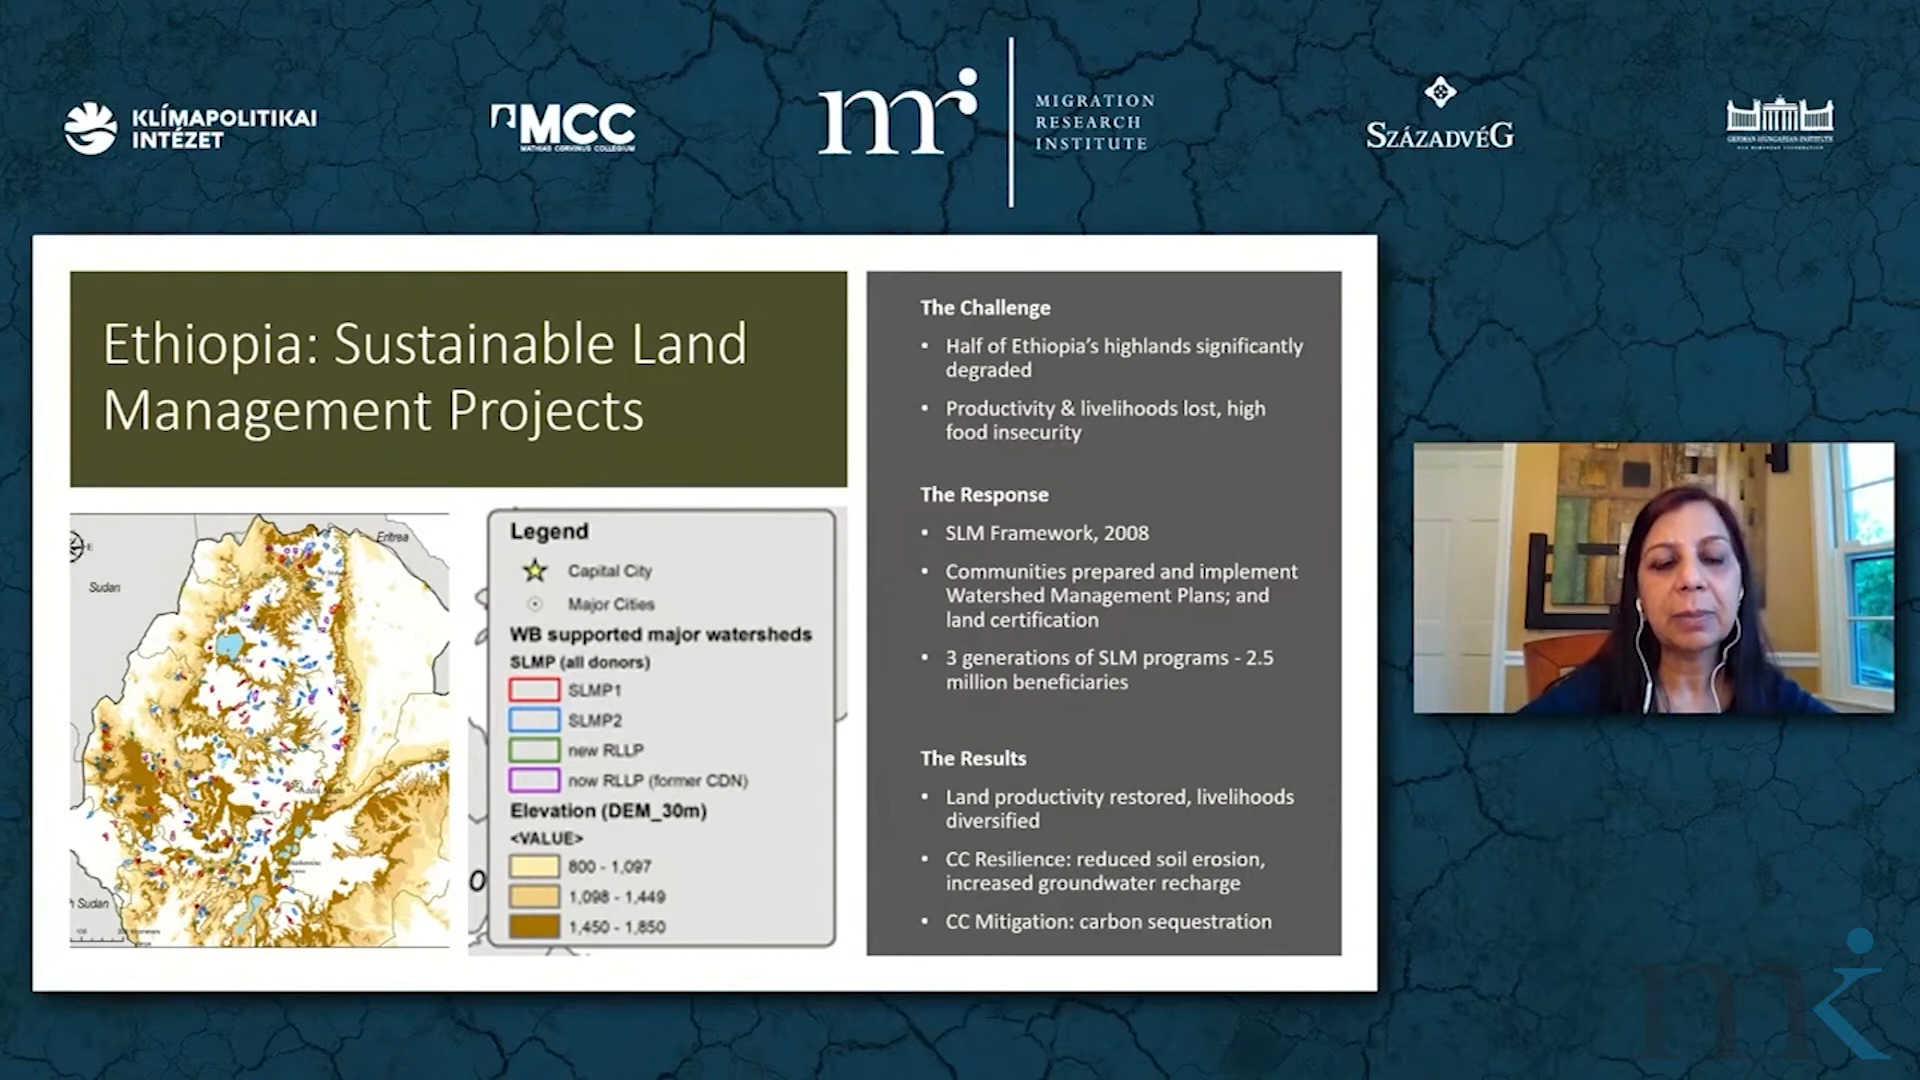 KLÍMAPOLITIKAI
INTÉZET
MCC
MATHIAS CORVINUS COLLEGIUM
mri
MIGRATION
RESEARCH
INSTITUTE
SZÁZADVÉG
GERMAN-HUNGARIAN INSTITUTE
Ethiopia: Sustainable Land
Management Projects
Eritrea
Sudan
Legend
Capital City
Major Cities
WB supported major watersheds
SLMP (all donors)
SLMP1
SLMP2
new RLLP
now RLLP (former CDN)
Elevation (DEM_30m)
<VALUE>
800 - 1,097
1,098 - 1,449
1,450 - 1,850
The Challenge
• Half of Ethiopia's highlands significantly
degraded
• Productivity & livelihoods lost, high
food insecurity
The Response
• SLM Framework, 2008
• Communities prepared and implement
Watershed Management Plans; and
land certification
• 3 generations of SLM programs - 2.5
million beneficiaries
The Results
• Land productivity restored, livelihoods
diversified
• CC Resilience: reduced soil erosion,
increased groundwater recharge
• CC Mitigation: carbon sequestration